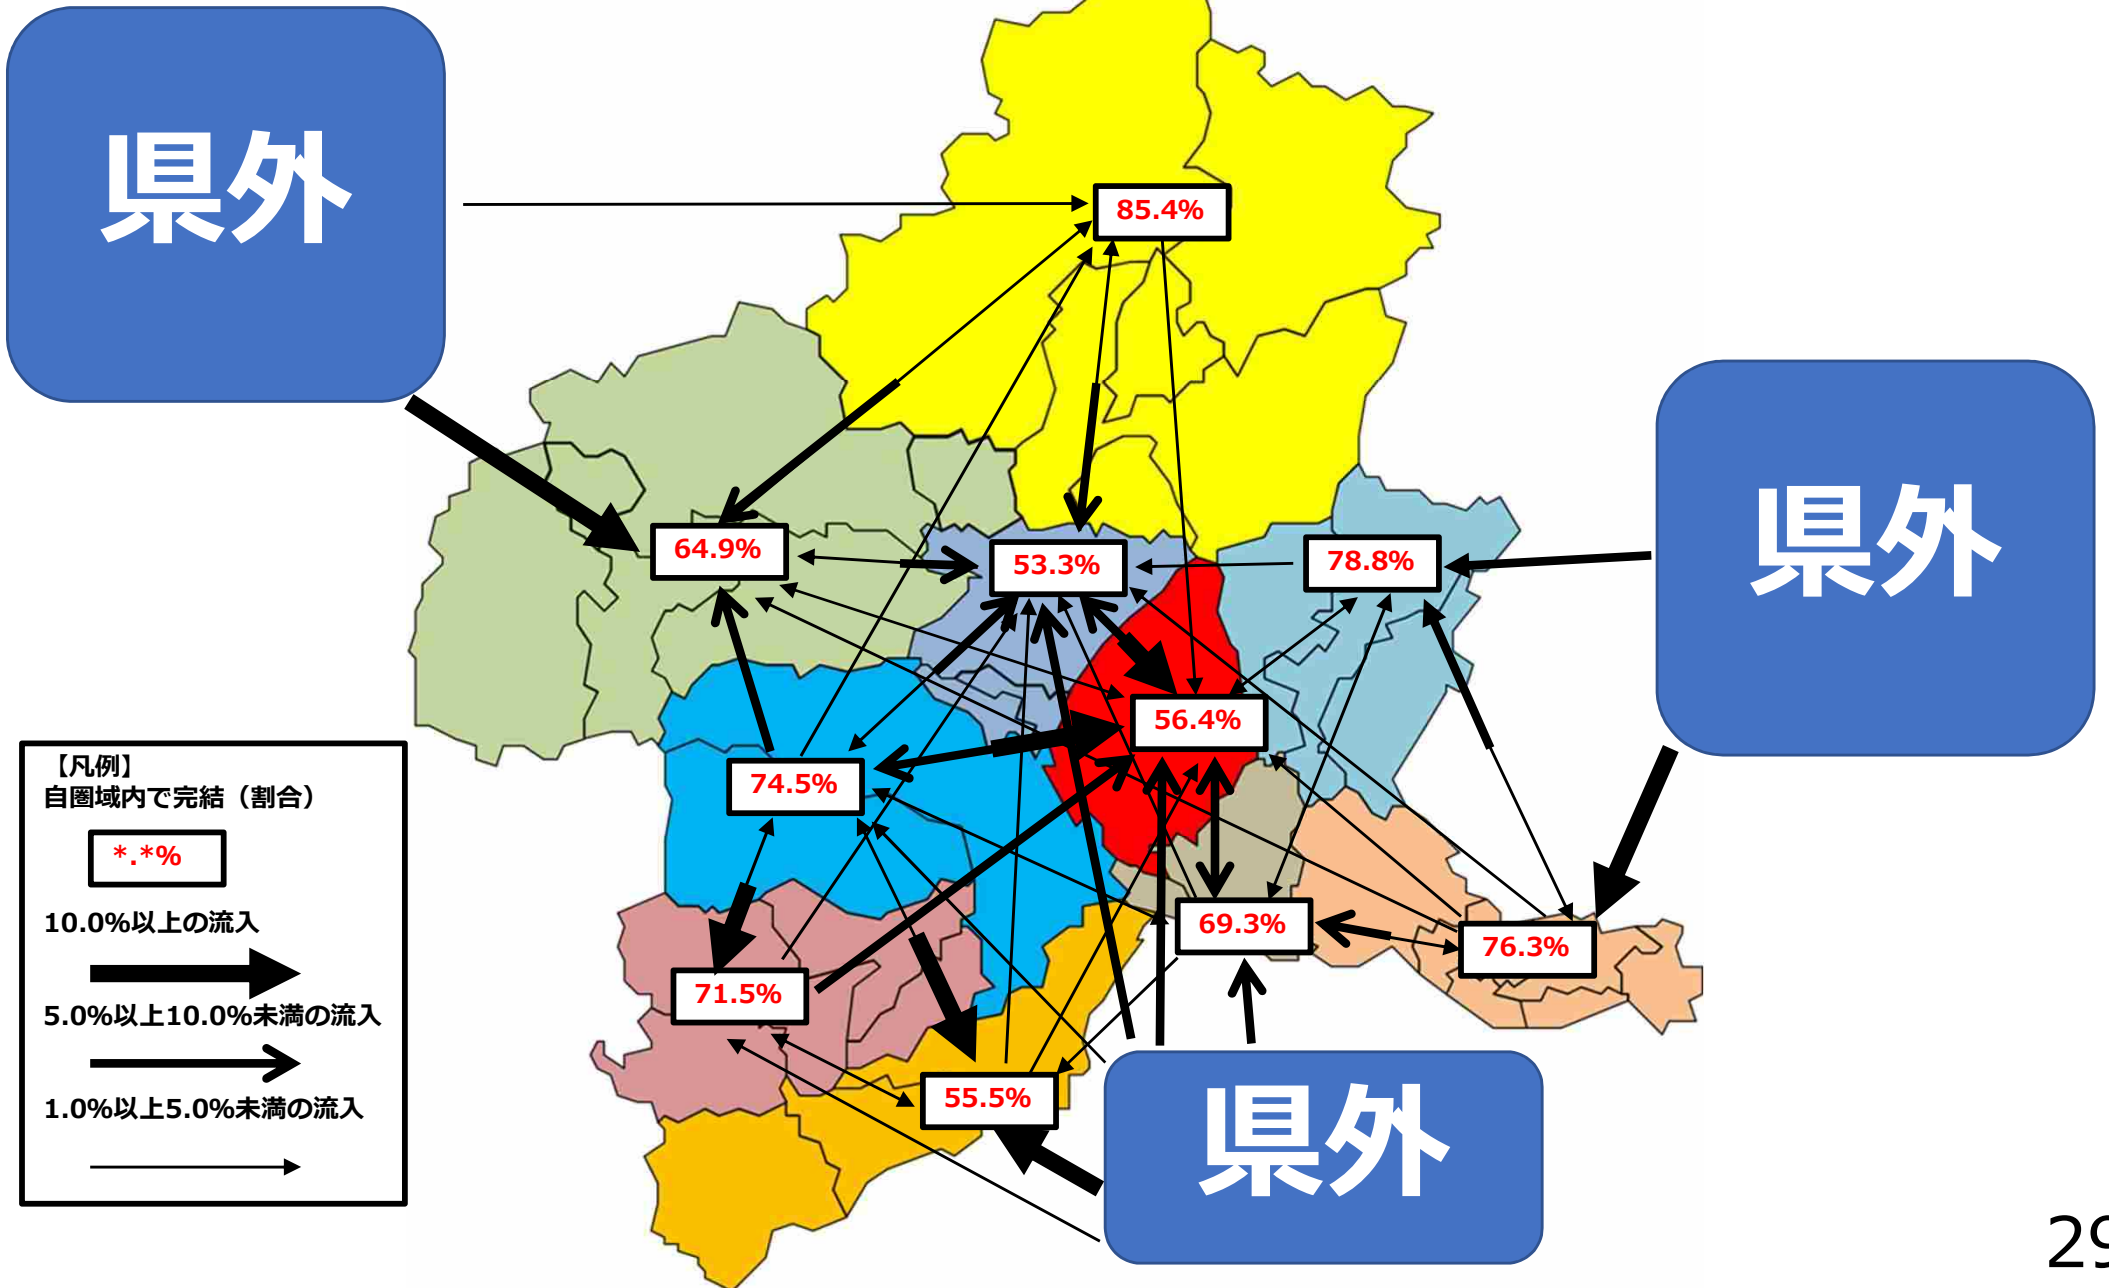 県外
85.4%
県外
64.9%
53.3%
78.8%
56.4%
74.5%
69.3%
76.3%
71.5%
55.5%
県外
【凡例】
自圏域内で完結（割合）
*.*%
10.0%以上の流入
5.0%以上10.0%未満の流入
1.0%以上5.0%未満の流入
29